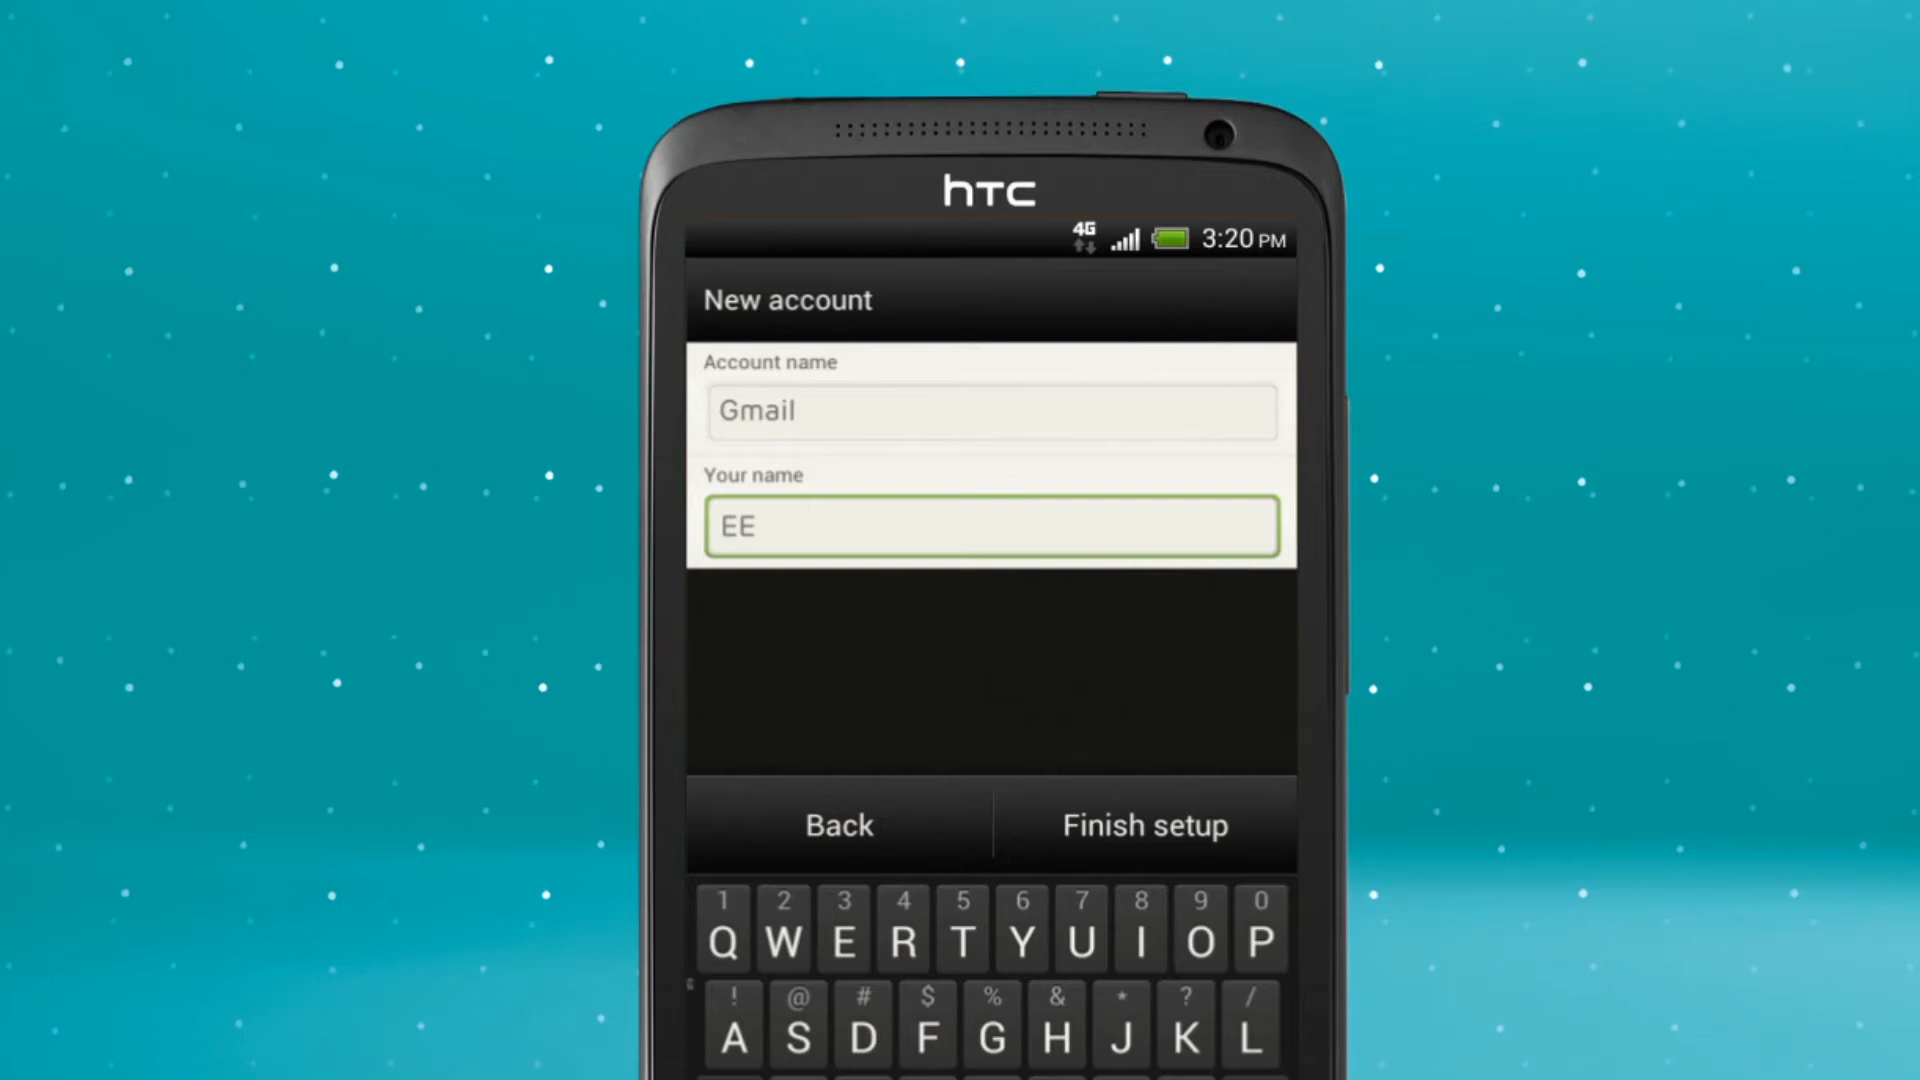 hTC
4G 3:20 PM
New account
Account name
Gmail
Your name
EE
Back Finish setup
1 2 3 4 5 6 7 8 9 0
Q W E R T Y U I O P
! @ # $ % & * ? /
A S D F G H J K L